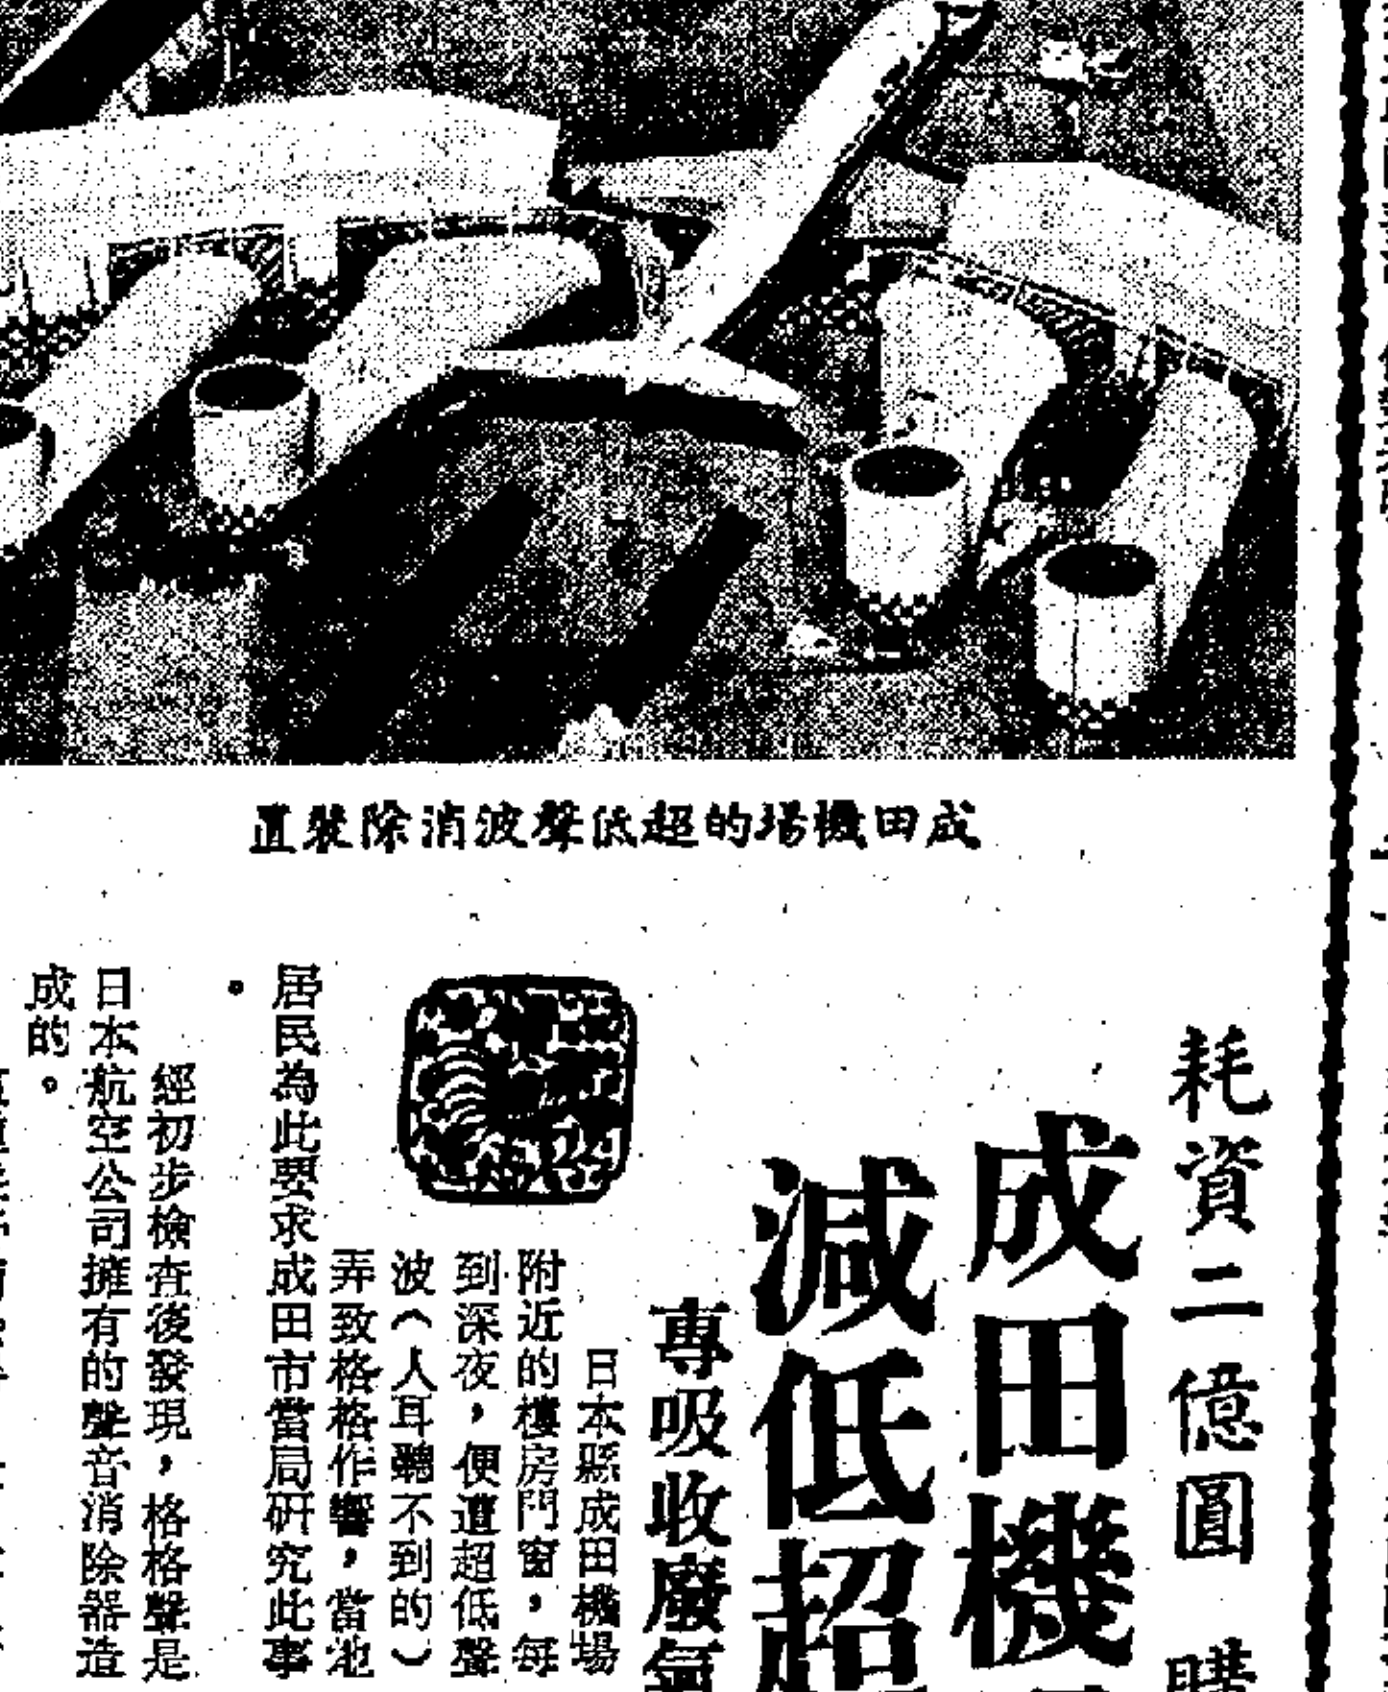 成田機場的超低聲波消除裝置
耗資二億圓 購
成田機
減低超
專吸收廢氣
日本縣成田機場
附近的樓房門窗，每
到深夜，便遭超低聲
波（人耳聽不到的）
弄致格格作響，當地
居民為此要求成田市當局研究此事
。
經初步檢查後發現，格格聲是
日本航空公司擁有的聲音消除器造
成的。